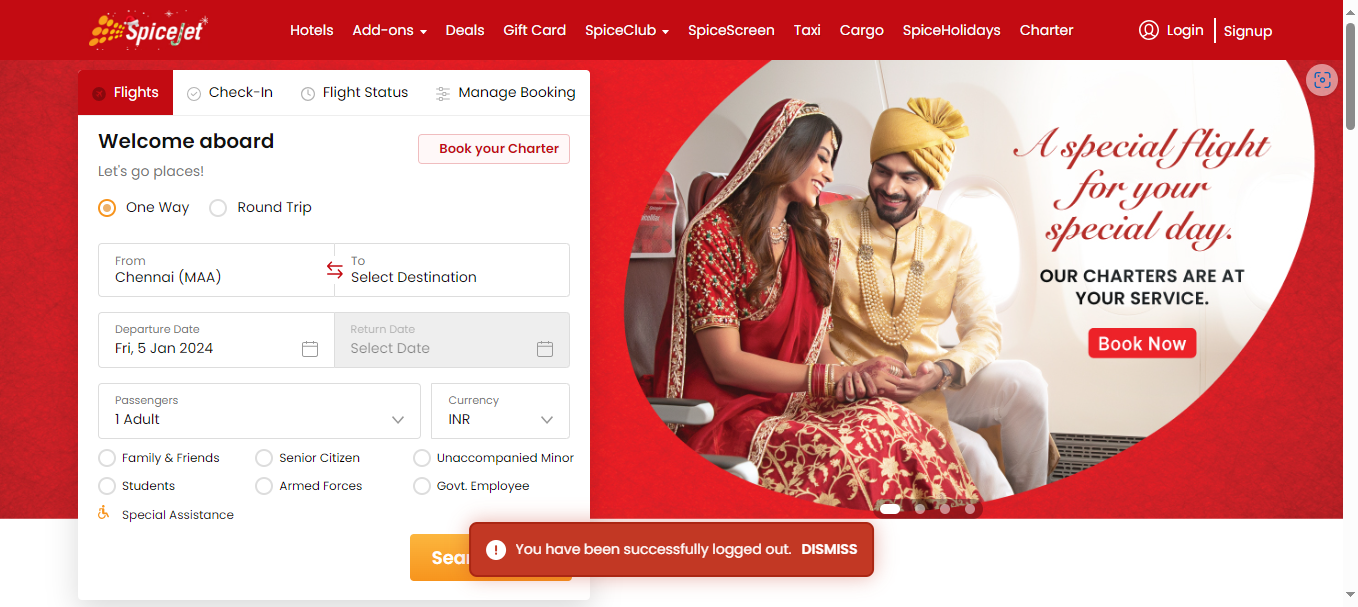 SpiceJet
Hotels Add-ons Deals Gift Card SpiceClub SpiceScreen Taxi Cargo SpiceHolidays Charter Login Signup
Flights Check-In Flight Status Manage Booking
Welcome aboard
Book your Charter
Let's go places!
One Way Round Trip
From To
Chennai (MAA) Select Destination
Departure Date Return Date
Fri, 5 Jan 2024 Select Date
Passengers Currency
1 Adult INR
Family & Friends Senior Citizen Unaccompanied Minor
Students Armed Forces Govt. Employee
Special Assistance
You have been successfully logged out. DISMISS
A special flight
for your
special day.
OUR CHARTERS ARE AT
YOUR SERVICE.
Book Now